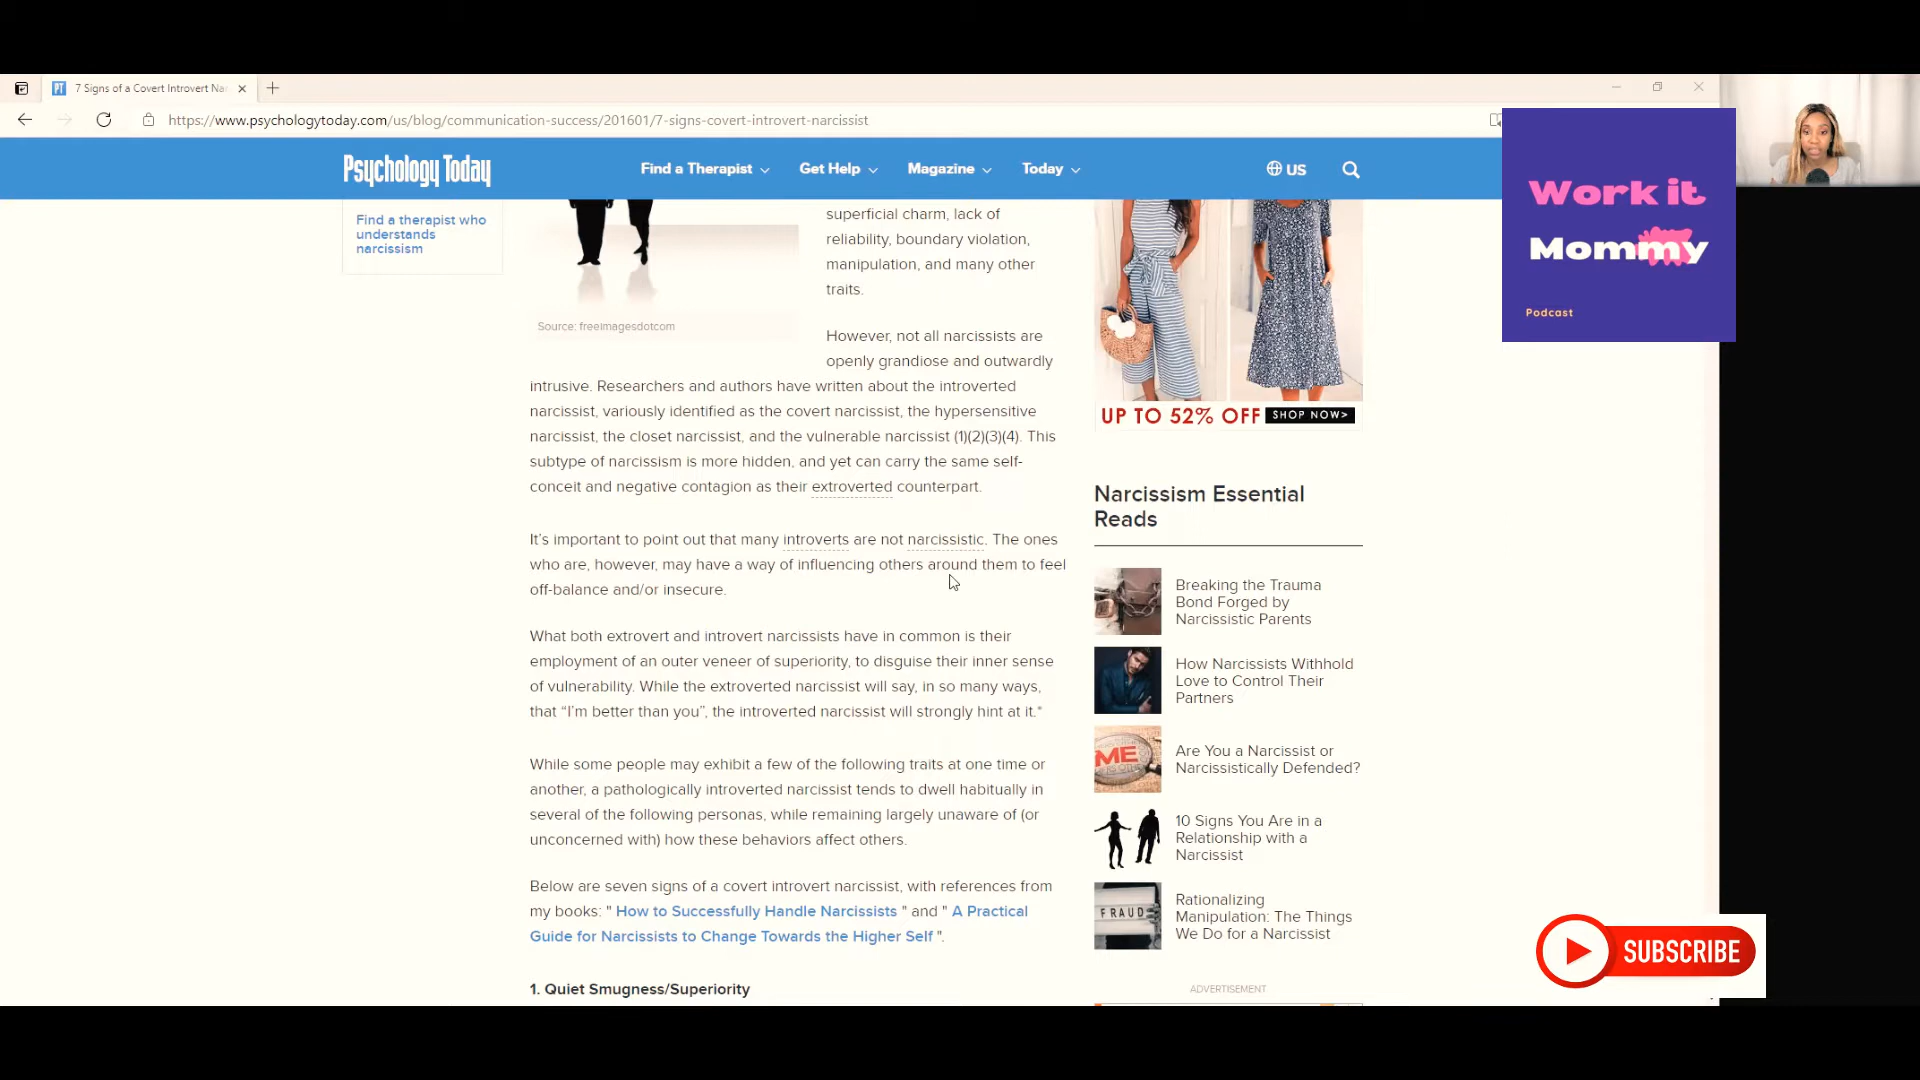 PT 7 Signs of a Covert Introvert Nar
https://www.psychologytoday.com/us/blog/communication-success/201601/7-signs-covert-introvert-narcissist
Psychology Today
Find a Therapist
Get Help
Magazine
Today
US
Find a therapist who
understands
narcissism
Source: freeimagesdotcom
superficial charm, lack of
reliability, boundary violation,
manipulation, and many other
traits.
However, not all narcissists are
openly grandiose and outwardly
intrusive. Researchers and authors have written about the introverted
narcissist, variously identified as the covert narcissist, the hypersensitive
narcissist, the closet narcissist, and the vulnerable narcissist (1)(2)(3)(4). This
subtype of narcissism is more hidden, and yet can carry the same self-
conceit and negative contagion as their extroverted counterpart.
It's important to point out that many introverts are not narcissistic. The ones
who are, however, may have a way of influencing others around them to feel
off-balance and/or insecure.
What both extrovert and introvert narcissists have in common is their
employment of an outer veneer of superiority, to disguise their inner sense
of vulnerability. While the extroverted narcissist will say, in so many ways,
that “I'm better than you”, the introverted narcissist will strongly hint at it.*
While some people may exhibit a few of the following traits at one time or
another, a pathologically introverted narcissist tends to dwell habitually in
several of the following personas, while remaining largely unaware of (or
unconcerned with) how these behaviors affect others.
Below are seven signs of a covert introvert narcissist, with references from
my books: " How to Successfully Handle Narcissists " and " A Practical
Guide for Narcissists to Change Towards the Higher Self ".
1. Quiet Smugness/Superiority
UP TO 52% OFF SHOP NOW>
Narcissism Essential
Reads
Breaking the Trauma
Bond Forged by
Narcissistic Parents
How Narcissists Withhold
Love to Control Their
Partners
ME
Are You a Narcissist or
Narcissistically Defended?
10 Signs You Are in a
Relationship with a
Narcissist
FRAUD
Rationalizing
Manipulation: The Things
We Do for a Narcissist
ADVERTISEMENT
Work it
Mommy
Podcast
SUBSCRIBE